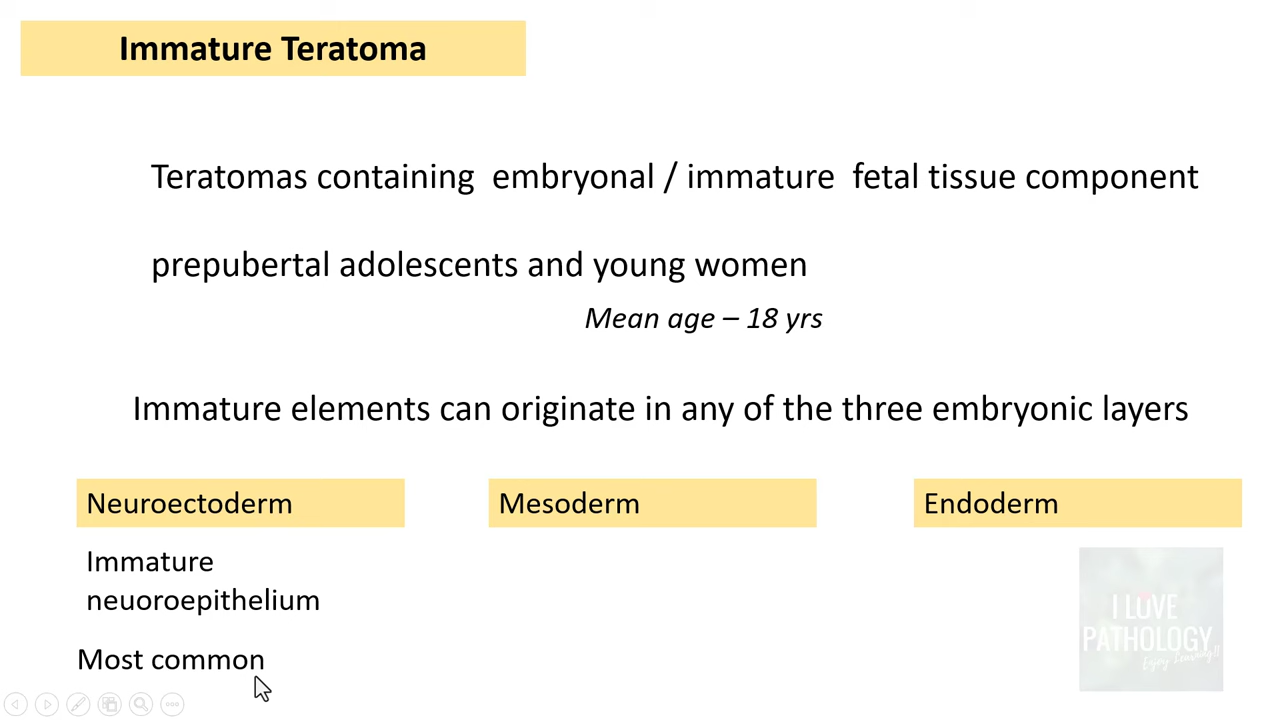 Immature Teratoma
Teratomas containing embryonal / immature fetal tissue component
prepubertal adolescents and young women
Mean age – 18 yrs
Immature elements can originate in any of the three embryonic layers
Neuroectoderm
Mesoderm
Endoderm
Immature
neuoroepithelium
Most common
I LOVE
PATHOLOGY
Enjoy Learning!!